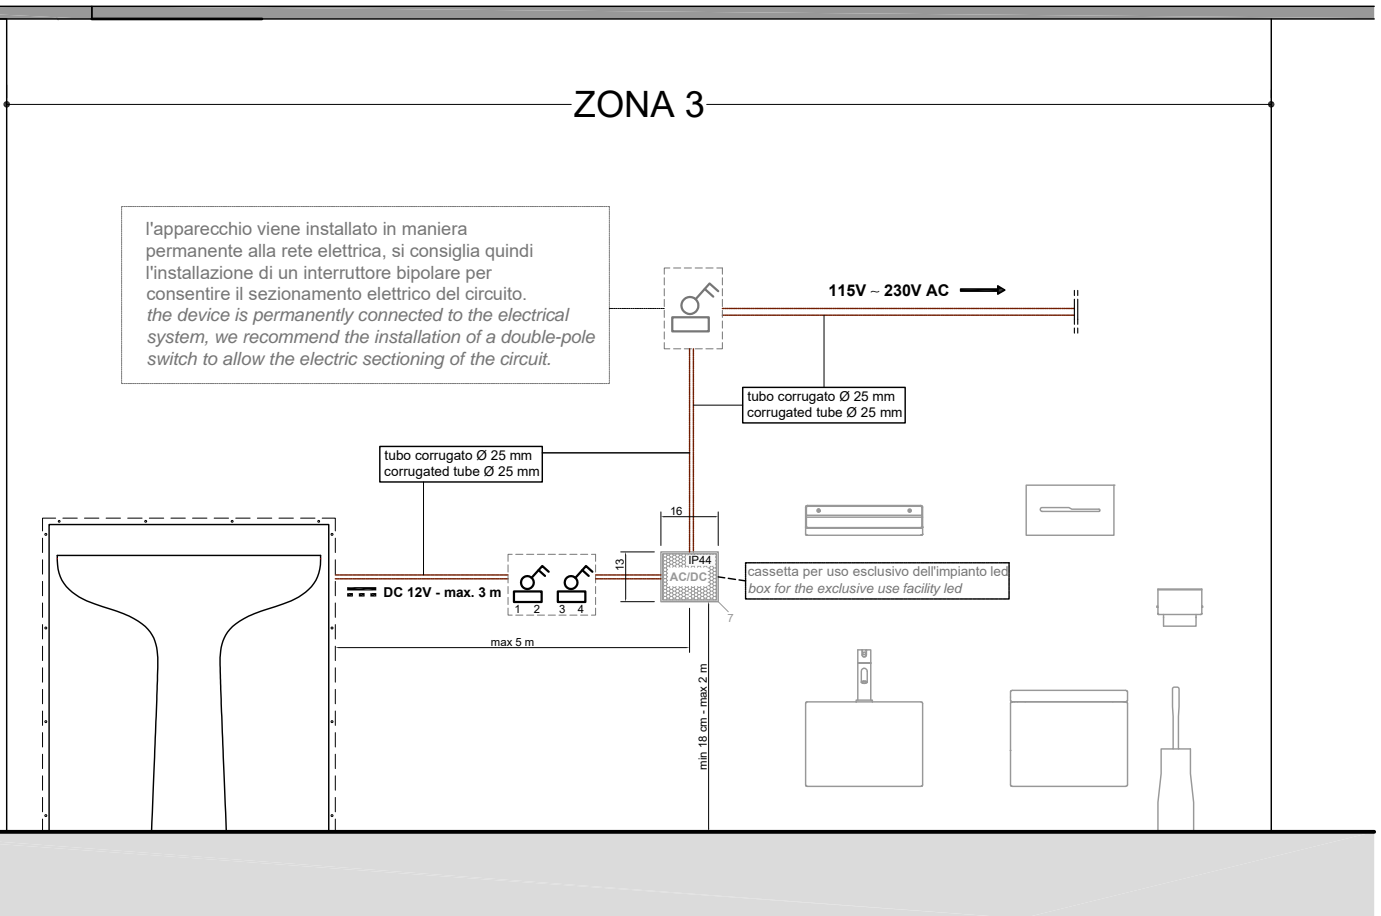 ZONA 3
l'apparecchio viene installato in maniera
permanente alla rete elettrica, si consiglia quindi
l'installazione di un interruttore bipolare per
consentire il sezionamento elettrico del circuito.
the device is permanently connected to the electrical
system, we recommend the installation of a double-pole
switch to allow the electric sectioning of the circuit.
115V ~ 230V AC
tubo corrugato Ø 25 mm
corrugated tube Ø 25 mm
tubo corrugato Ø 25 mm
corrugated tube Ø 25 mm
16
13
IP44
AC/DC
cassetta per uso esclusivo dell'impianto led
box for the exclusive use facility led
DC 12V - max. 3 m
1 2 3 4
7
max 5 m
min 18 cm - max 2 m